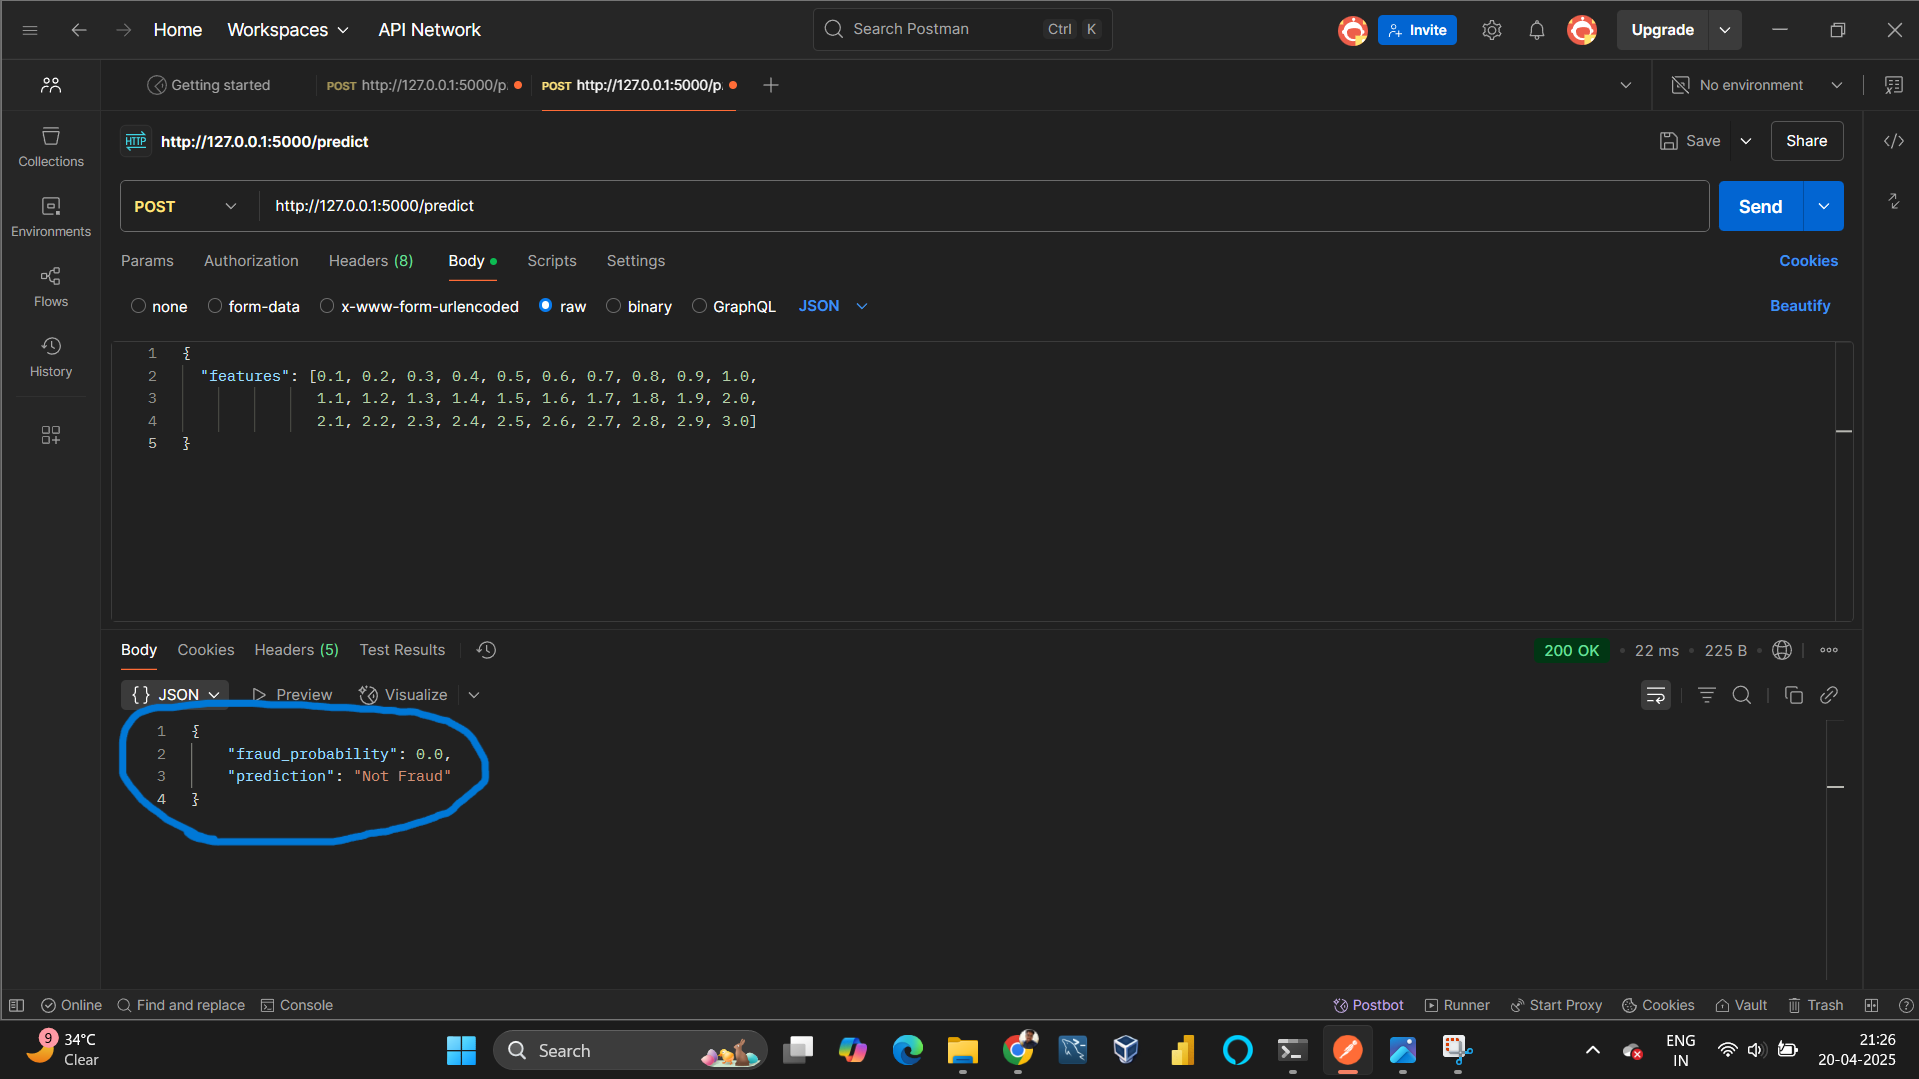 Home Workspaces API Network Search Postman Ctrl K Invite Upgrade
Getting started POST http://127.0.0.1:5000/p. POST http://127.0.0.1:5000/p. No environment
HTTP http://127.0.0.1:5000/predict Save Share
POST http://127.0.0.1:5000/predict Send
Params Authorization Headers (8) Body Scripts Settings Cookies
none form-data x-www-form-urlencoded raw binary GraphQL JSON Beautify
Collections
Environments
Flows
History
1 {
2 "features": [0.1, 0.2, 0.3, 0.4, 0.5, 0.6, 0.7, 0.8, 0.9, 1.0,
3 1.1, 1.2, 1.3, 1.4, 1.5, 1.6, 1.7, 1.8, 1.9, 2.0,
4 2.1, 2.2, 2.3, 2.4, 2.5, 2.6, 2.7, 2.8, 2.9, 3.0]
5 }
Body Cookies Headers (5) Test Results 200 OK • 22 ms • 225 B
{} JSON Preview Visualize
1 {
2 "fraud_probability": 0.0,
3 "prediction": "Not Fraud"
4 }
Online Find and replace Console Postbot Runner Start Proxy Cookies Vault Trash
9 34°C
Clear
Search
ENG
IN
21:26
20-04-2025